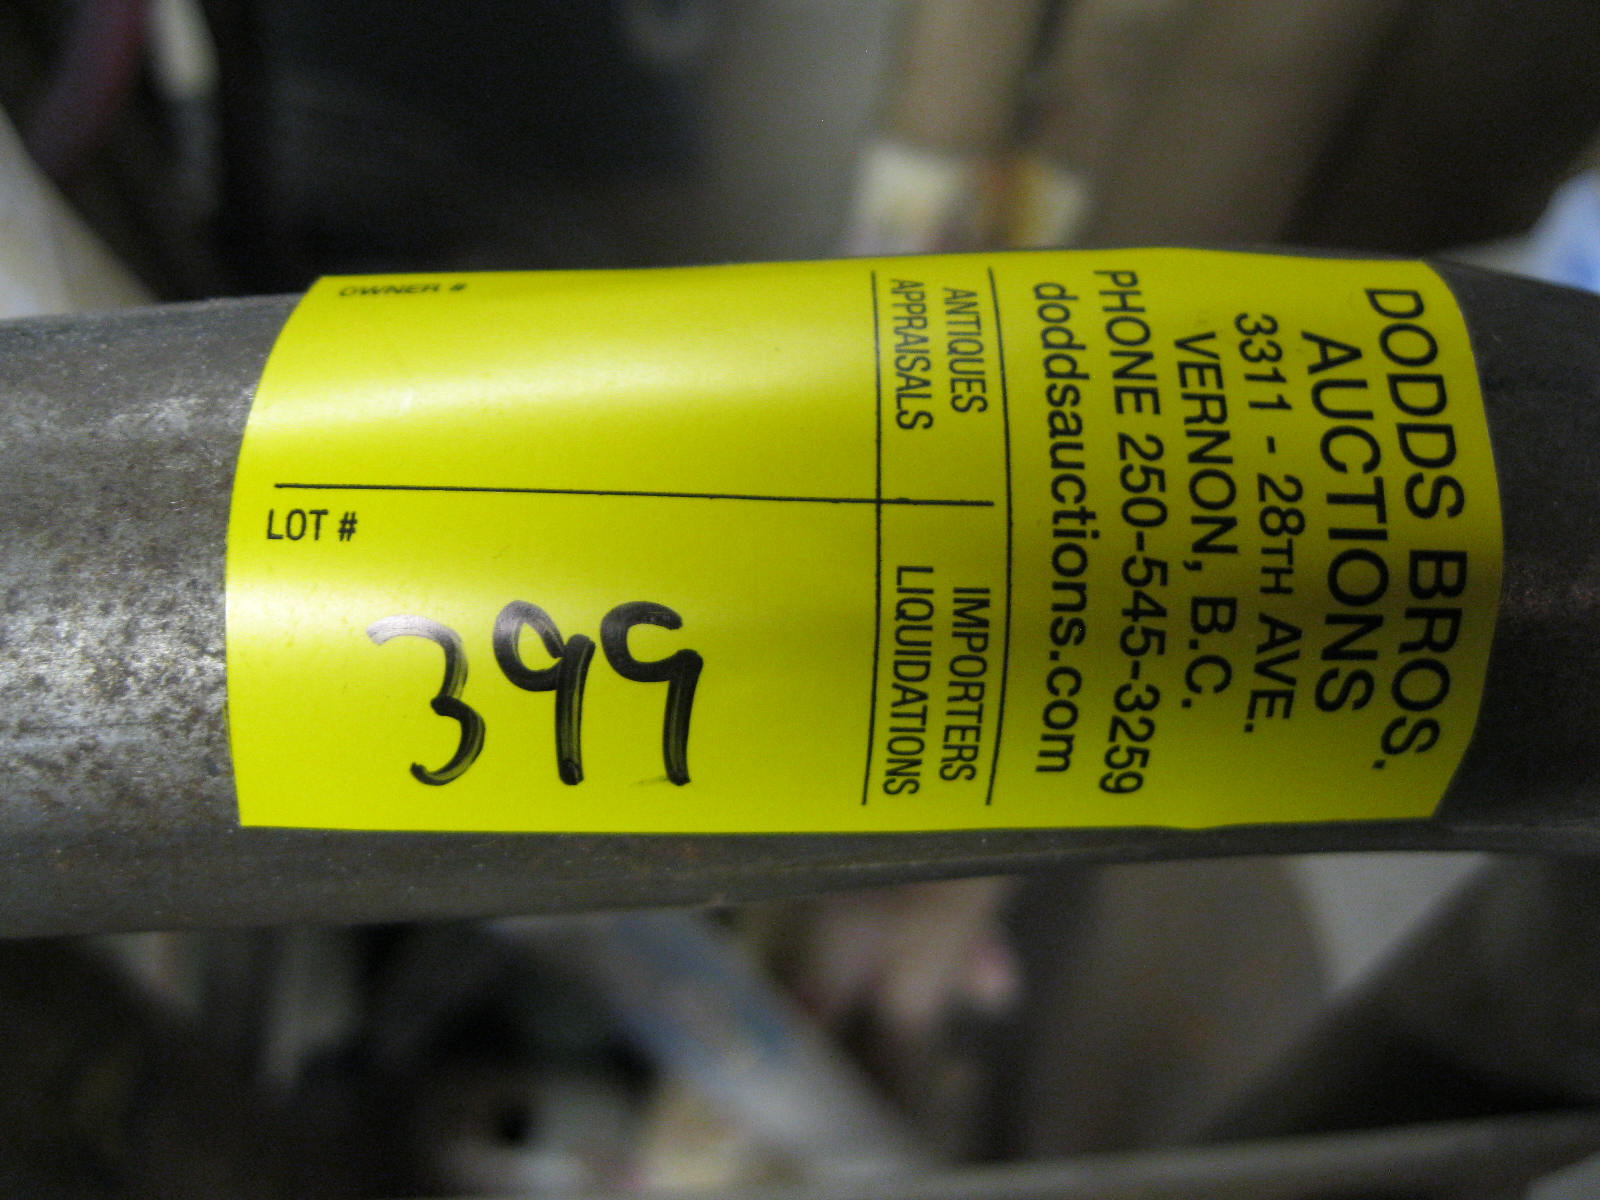 DODDS BROS.
AUCTIONS
3311 - 28TH AVE.
VERNON, B.C.
PHONE 250-545-3259
doddsauctions.com
ANTIQUES IMPORTERS
APPRAISALS LIQUIDATIONS
OWNER #
LOT #
399